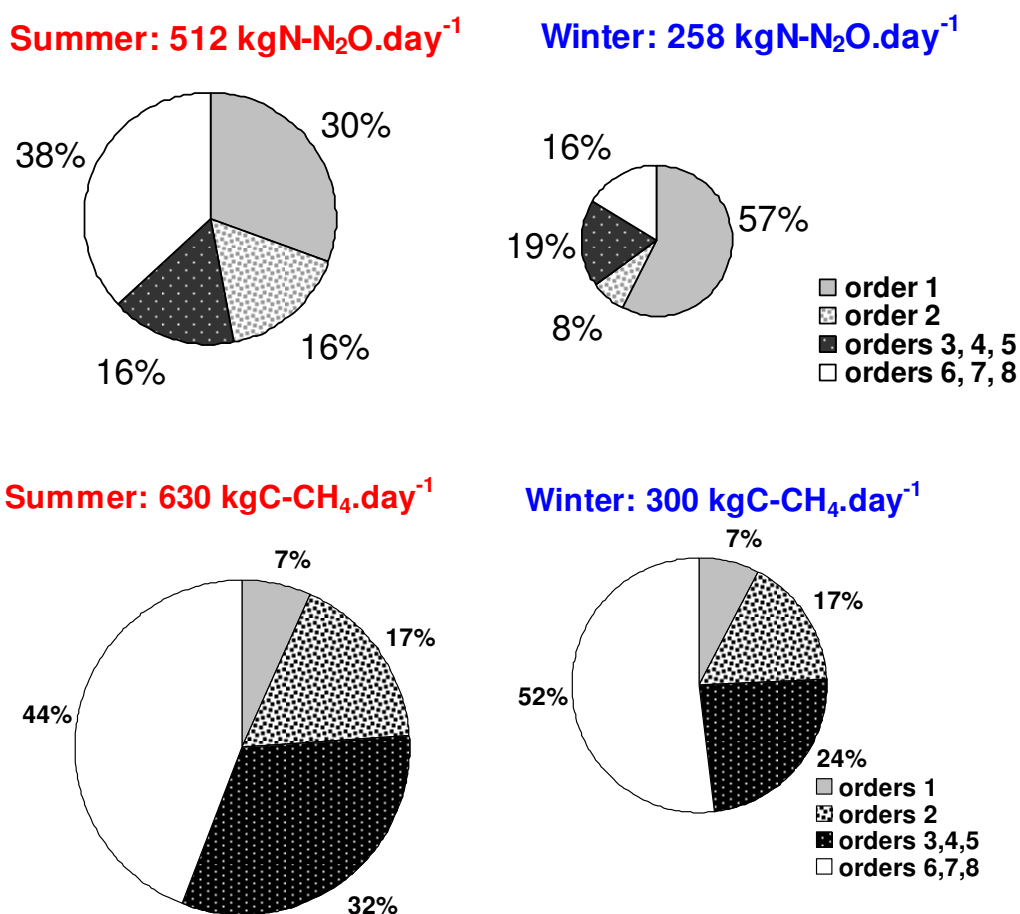 Summer: 512 kgN-N₂O.day⁻¹
Winter: 258 kgN-N₂O.day⁻¹
30%
38%
16%
16%
16%
57%
19%
8%
order 1
order 2
orders 3, 4, 5
orders 6, 7, 8
Summer: 630 kgC-CH₄.day⁻¹
Winter: 300 kgC-CH₄.day⁻¹
7%
17%
44%
32%
7%
17%
52%
24%
orders 1
orders 2
orders 3,4,5
orders 6,7,8